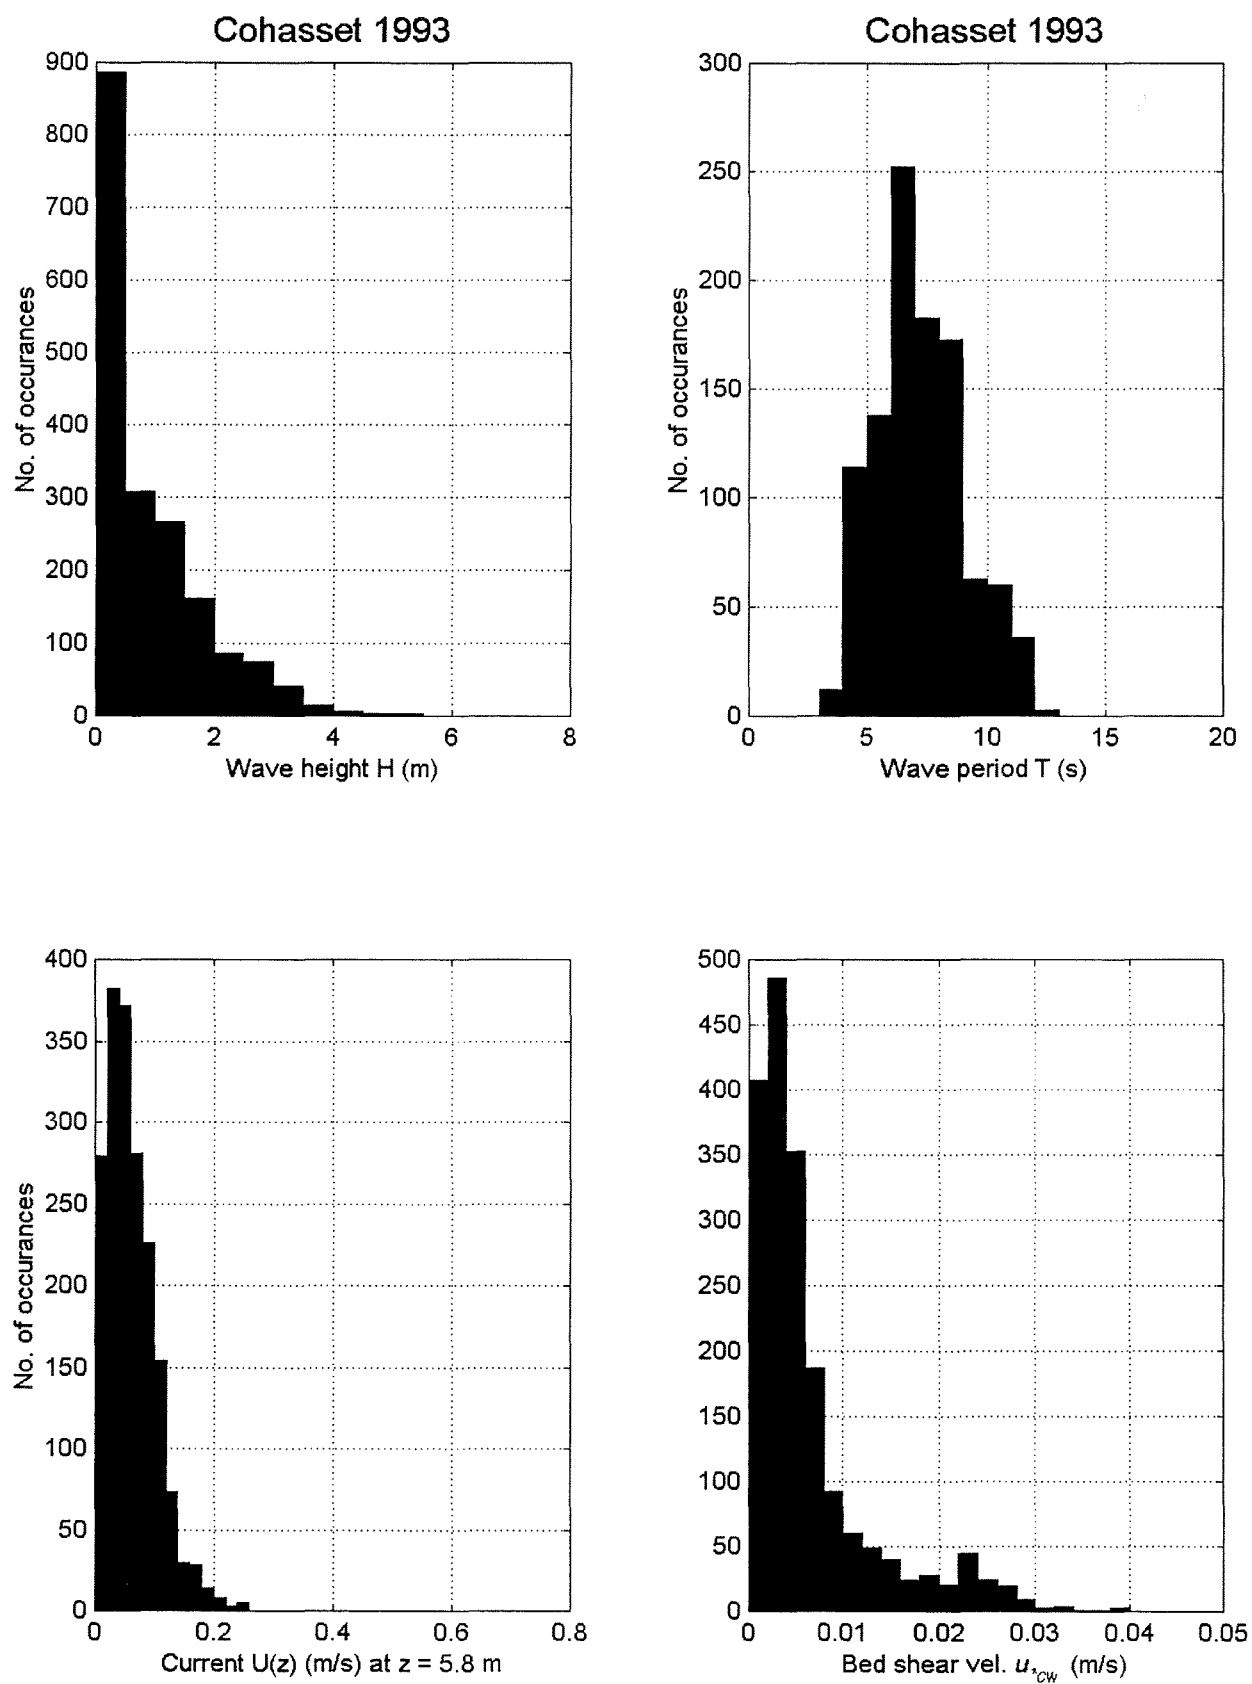 Cohasset 1993
900
800
700
600
500
400
300
200
100
0
No. of occurances
0 2 4 6 8
Wave height H (m)
Cohasset 1993
300
250
200
150
100
50
0
No. of occurances
0 5 10 15 20
Wave period T (s)
400
350
300
250
200
150
100
50
0
No. of occurances
0 0.2 0.4 0.6 0.8
Current U(z) (m/s) at z = 5.8 m
500
450
400
350
300
250
200
150
100
50
0
0 0.01 0.02 0.03 0.04 0.05
Bed shear vel. u*CW (m/s)